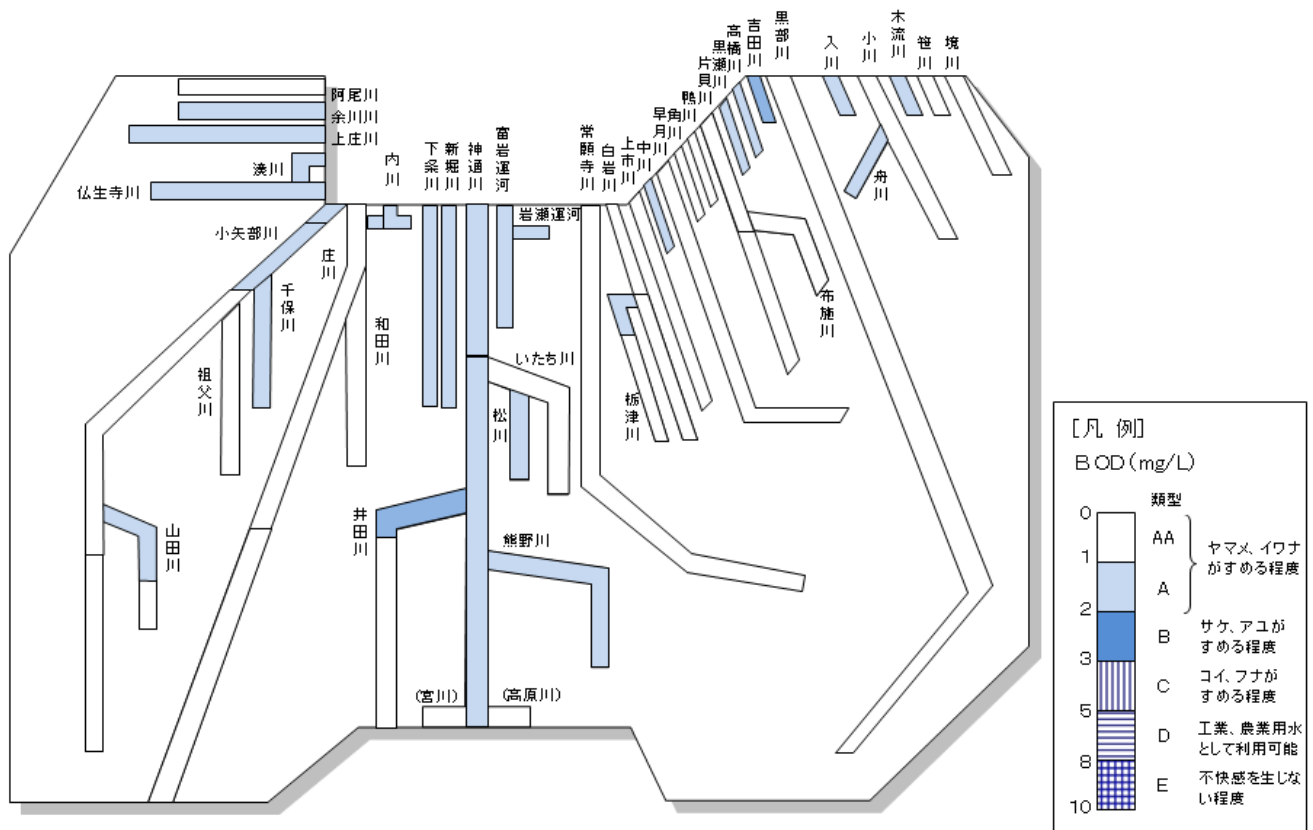 境川
笹川
木流川
小川
入川
黒部川
吉田川
高橋川
黒瀬川
片貝川
鴨川
角川
早月川
中川
上市川
白岩川
常願寺川
富岩運河
神通川
新堀川
下条川
内川
阿尾川
余川川
上庄川
湊川
仏生寺川
小矢部川
庄川
千保川
和田川
祖父川
山田川
岩瀬運河
いたち川
松川
井田川
熊野川
(宮川)
(高原川)
栃津川
布施川
舟川
[凡 例]
BOD(mg/L)
類型
0
AA
1
ヤマメ、イワナ
がすめる程度
A
2
B
サケ、アユが
すめる程度
3
C
コイ、フナが
すめる程度
5
D
工業、農業用水
として利用可能
8
E
不快感を生じな
い程度
10